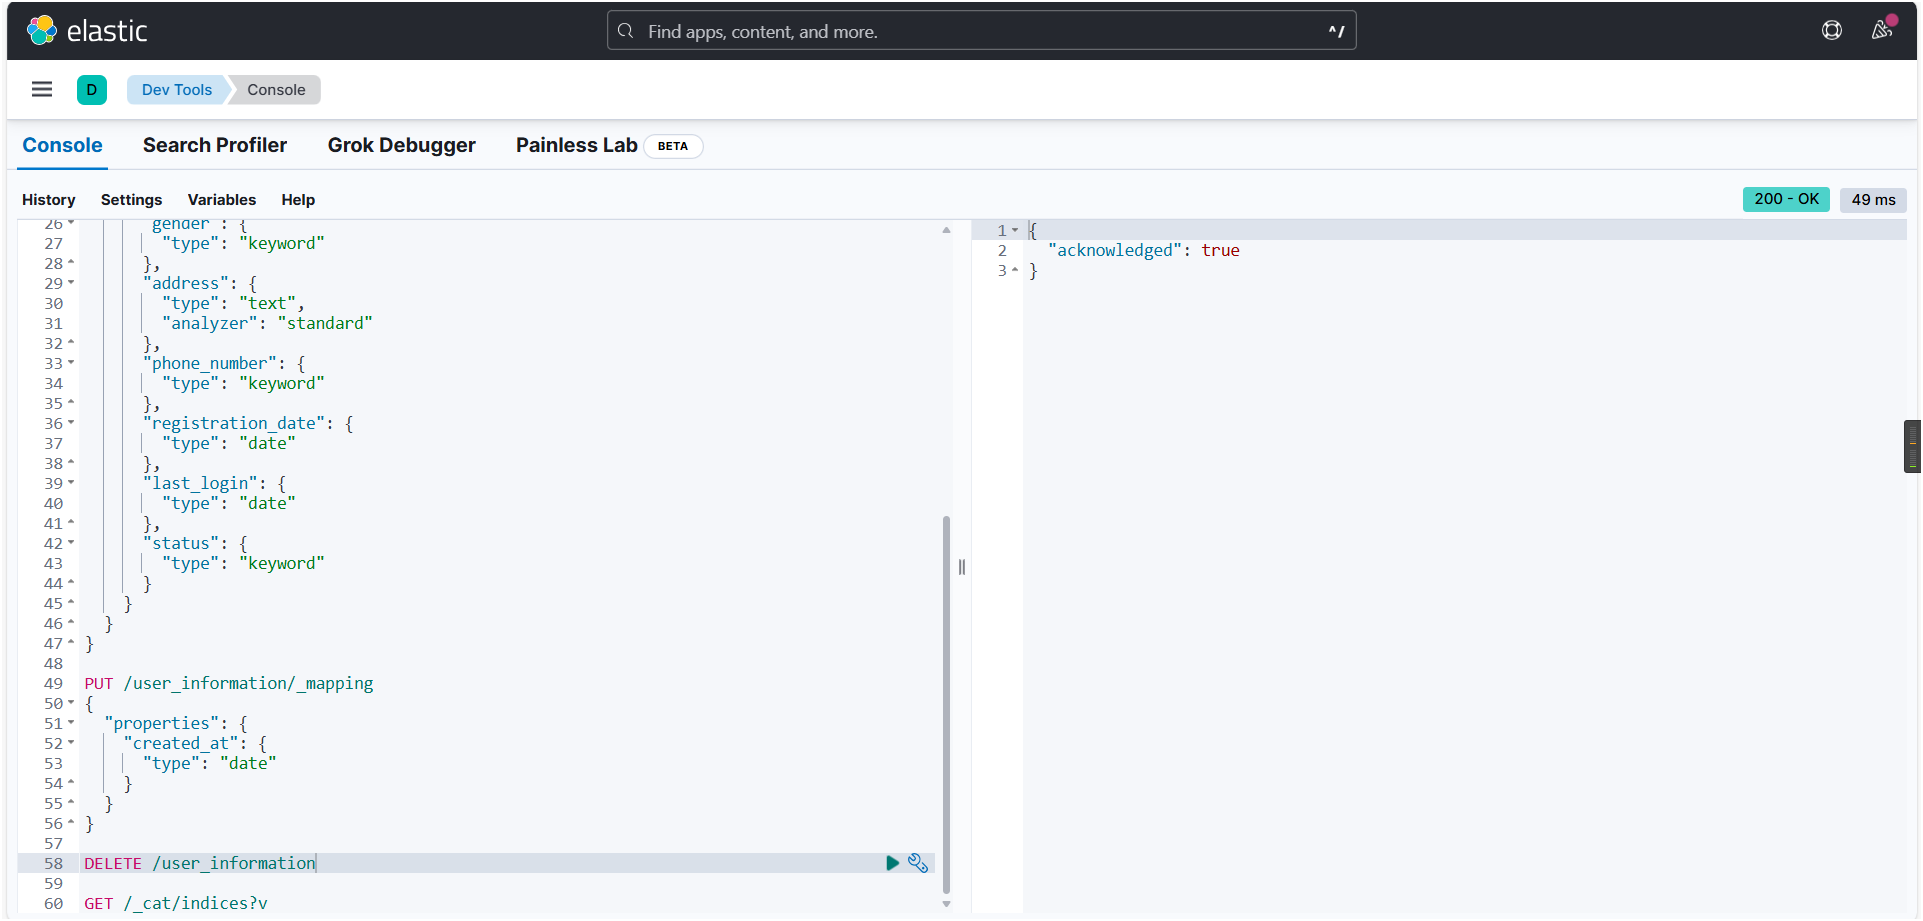 elastic
Find apps, content, and more.
^/
D
Dev Tools
Console
Console
Search Profiler
Grok Debugger
Painless Lab
BETA
History
Settings
Variables
Help
200 - OK
49 ms
26 "gender": {
27 "type": "keyword"
28 },
29 "address": {
30 "type": "text",
31 "analyzer": "standard"
32 },
33 "phone_number": {
34 "type": "keyword"
35 },
36 "registration_date": {
37 "type": "date"
38 },
39 "last_login": {
40 "type": "date"
41 },
42 "status": {
43 "type": "keyword"
44 }
45 }
46 }
47 }
48
49 PUT /user_information/_mapping
50 {
51 "properties": {
52 "created_at": {
53 "type": "date"
54 }
55 }
56 }
57
58 DELETE /user_information
59
60 GET /_cat/indices?v
1 {
2 "acknowledged": true
3 }